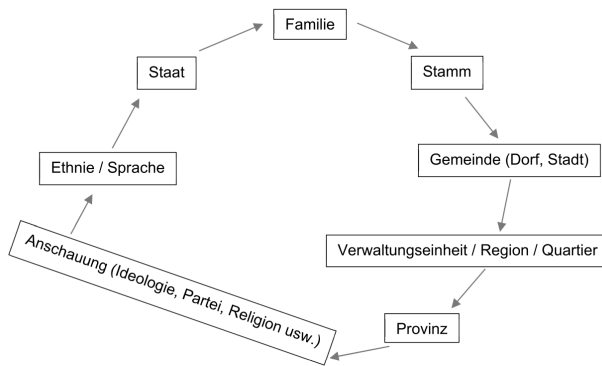 Familie
Stamm
Gemeinde (Dorf, Stadt)
Verwaltungseinheit / Region / Quartier
Provinz
Anschauung (Ideologie, Partei, Religion usw.)
Ethnie / Sprache
Staat